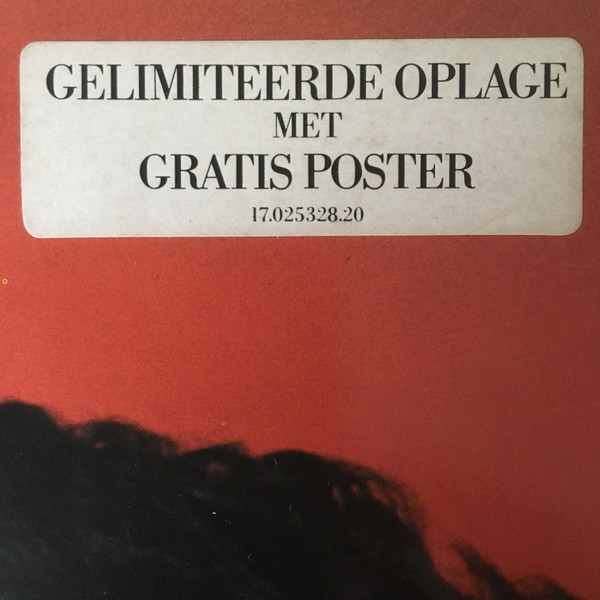 GELIMITEERDE OPLAGE
MET
GRATIS POSTER
17.025328.20